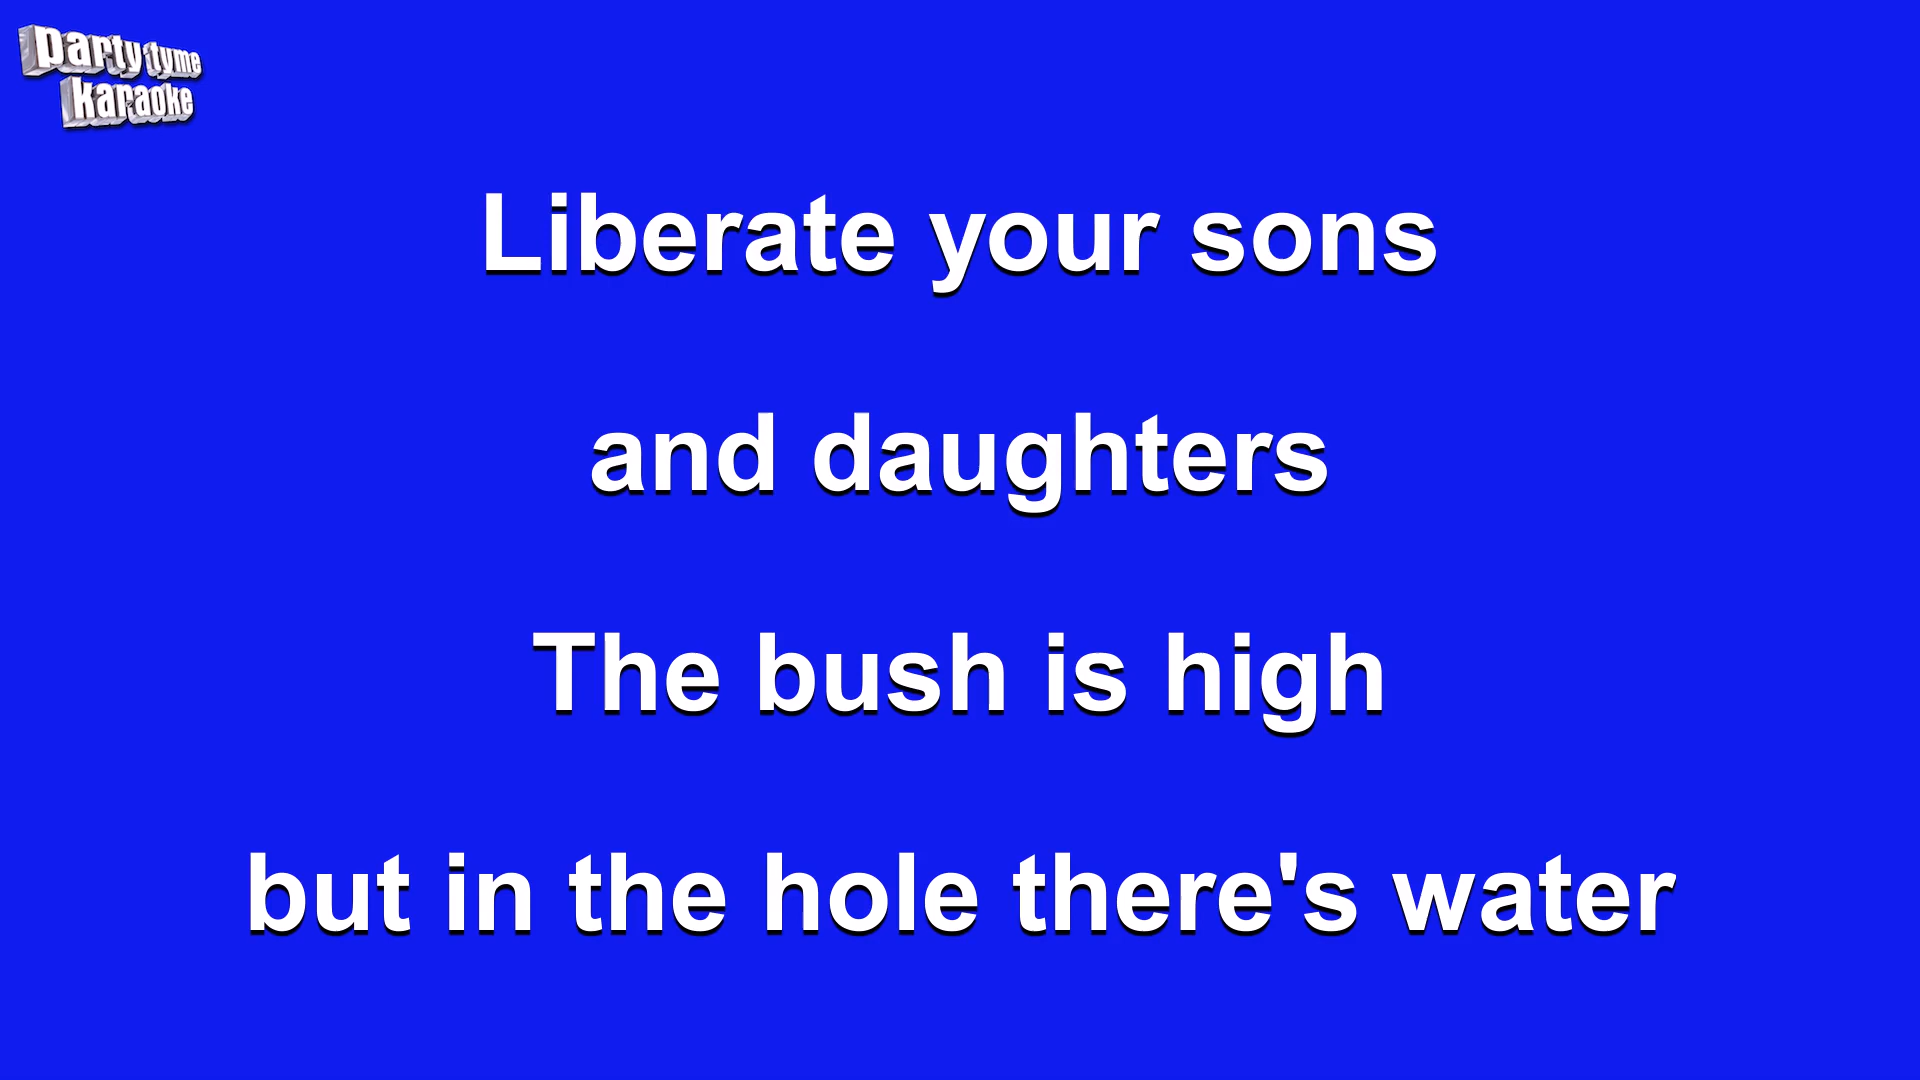 party tyme
karaoke
Liberate your sons
and daughters
The bush is high
but in the hole there's water